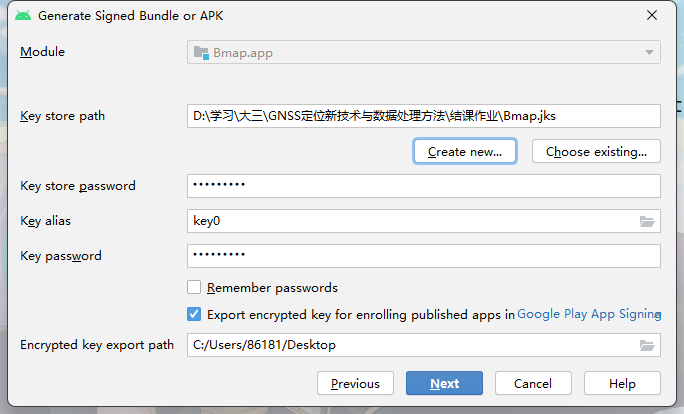 Generate Signed Bundle or APK
Module
Bmap.app
Key store path
D:\学习\大三\GNSS定位新技术与数据处理方法\结课作业\Bmap.jks
Create new...
Choose existing...
Key store password
•••••••••
Key alias
key0
Key password
•••••••••
Remember passwords
Export encrypted key for enrolling published apps in Google Play App Signing
Encrypted key export path
C:/Users/86181/Desktop
Previous
Next
Cancel
Help